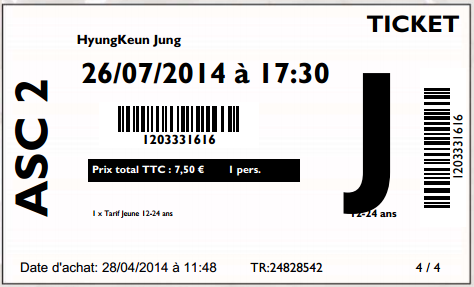 TICKET
HyungKeun Jung
26/07/2014 à 17:30
ASC 2
J
1203331616
1203331616
Prix total TTC : 7,50 € 1 pers.
1 x Tarif Jeune 12-24 ans
12-24 ans
Date d'achat: 28/04/2014 à 11:48 TR:24828542 4 / 4